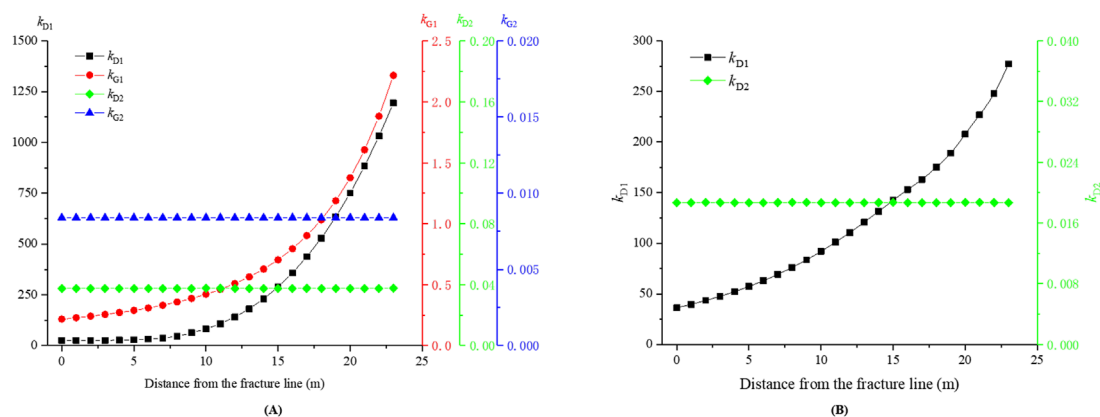 kD1
kG1
kD2
kG2
1500
1250
1000
750
500
250
0
kD1
kG1
kD2
kG2
2.5
2.0
1.5
1.0
0.5
0.0
0.20
0.16
0.12
0.08
0.04
0.00
0.020
0.015
0.010
0.005
0.000
0 5 10 15 20 25
Distance from the fracture line (m)
(A)
kD1
300
250
200
150
100
50
0
kD1
kD2
0.040
0.032
0.024
0.016
0.008
0.000
kD2
0 5 10 15 20 25
Distance from the fracture line (m)
(B)